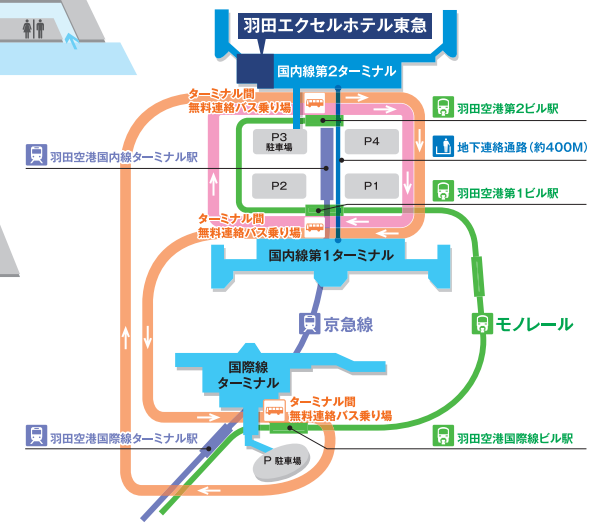 羽田エクセルホテル東急
国内線第2ターミナル
ターミナル間
無料連絡バス乗り場
羽田空港第2ビル駅
P3
駐車場
P4
地下連絡通路(約400M)
羽田空港国内線ターミナル駅
P2
P1
羽田空港第1ビル駅
ターミナル間
無料連絡バス乗り場
国内線第1ターミナル
京急線
モノレール
国際線
ターミナル
ターミナル間
無料連絡バス乗り場
羽田空港国際線ターミナル駅
羽田空港国際線ビル駅
P 駐車場